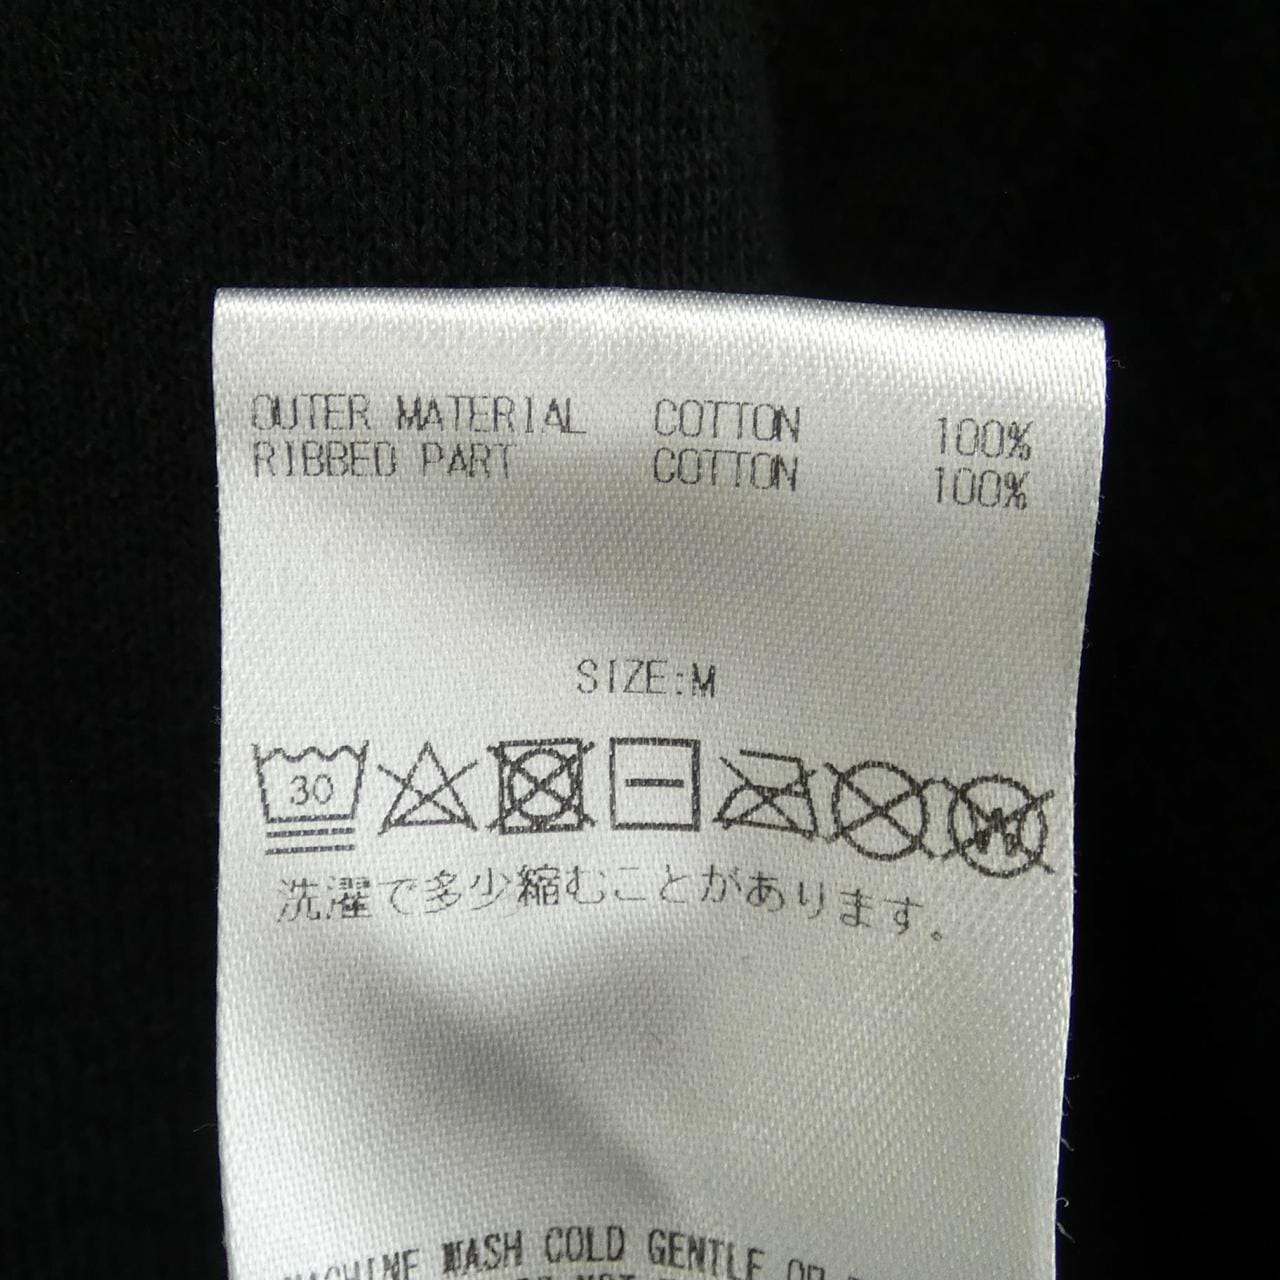 OUTER MATERIAL COTTON 100%
RIBBED PART COTTON 100%
SIZE:M
30
洗濯で多少縮むことがあります。
MACHINE WASH COLD GENTLE OR
NOT